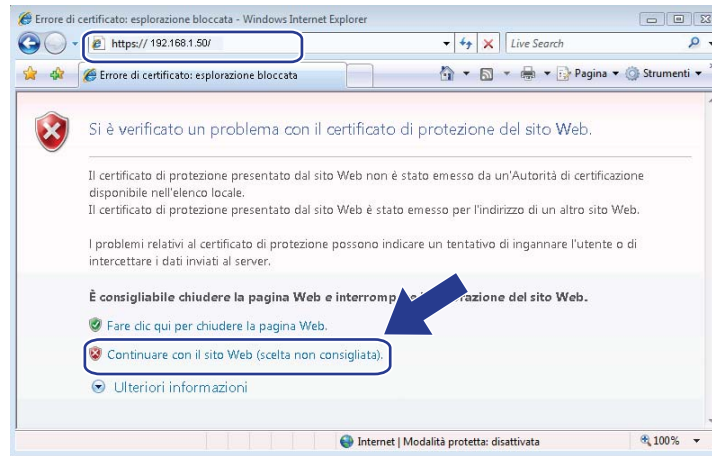 Errore di certificato: esplorazione bloccata - Windows Internet Explorer
https:// 192.168.1.50/
Live Search
Errore di certificato: esplorazione bloccata
Pagina
Strumenti
Si è verificato un problema con il certificato di protezione del sito Web.
Il certificato di protezione presentato dal sito Web non è stato emesso da un'Autorità di certificazione
disponibile nell'elenco locale.
Il certificato di protezione presentato dal sito Web è stato emesso per l'indirizzo di un altro sito Web.
I problemi relativi al certificato di protezione possono indicare un tentativo di ingannare l'utente o di
intercettare i dati inviati al server.
È consigliabile chiudere la pagina Web e del sito Web.
Fare clic qui per chiudere la pagina Web.
Continuare con il sito Web (scelta non consigliata).
Ulteriori informazioni
Internet | Modalità protetta: disattivata
100%